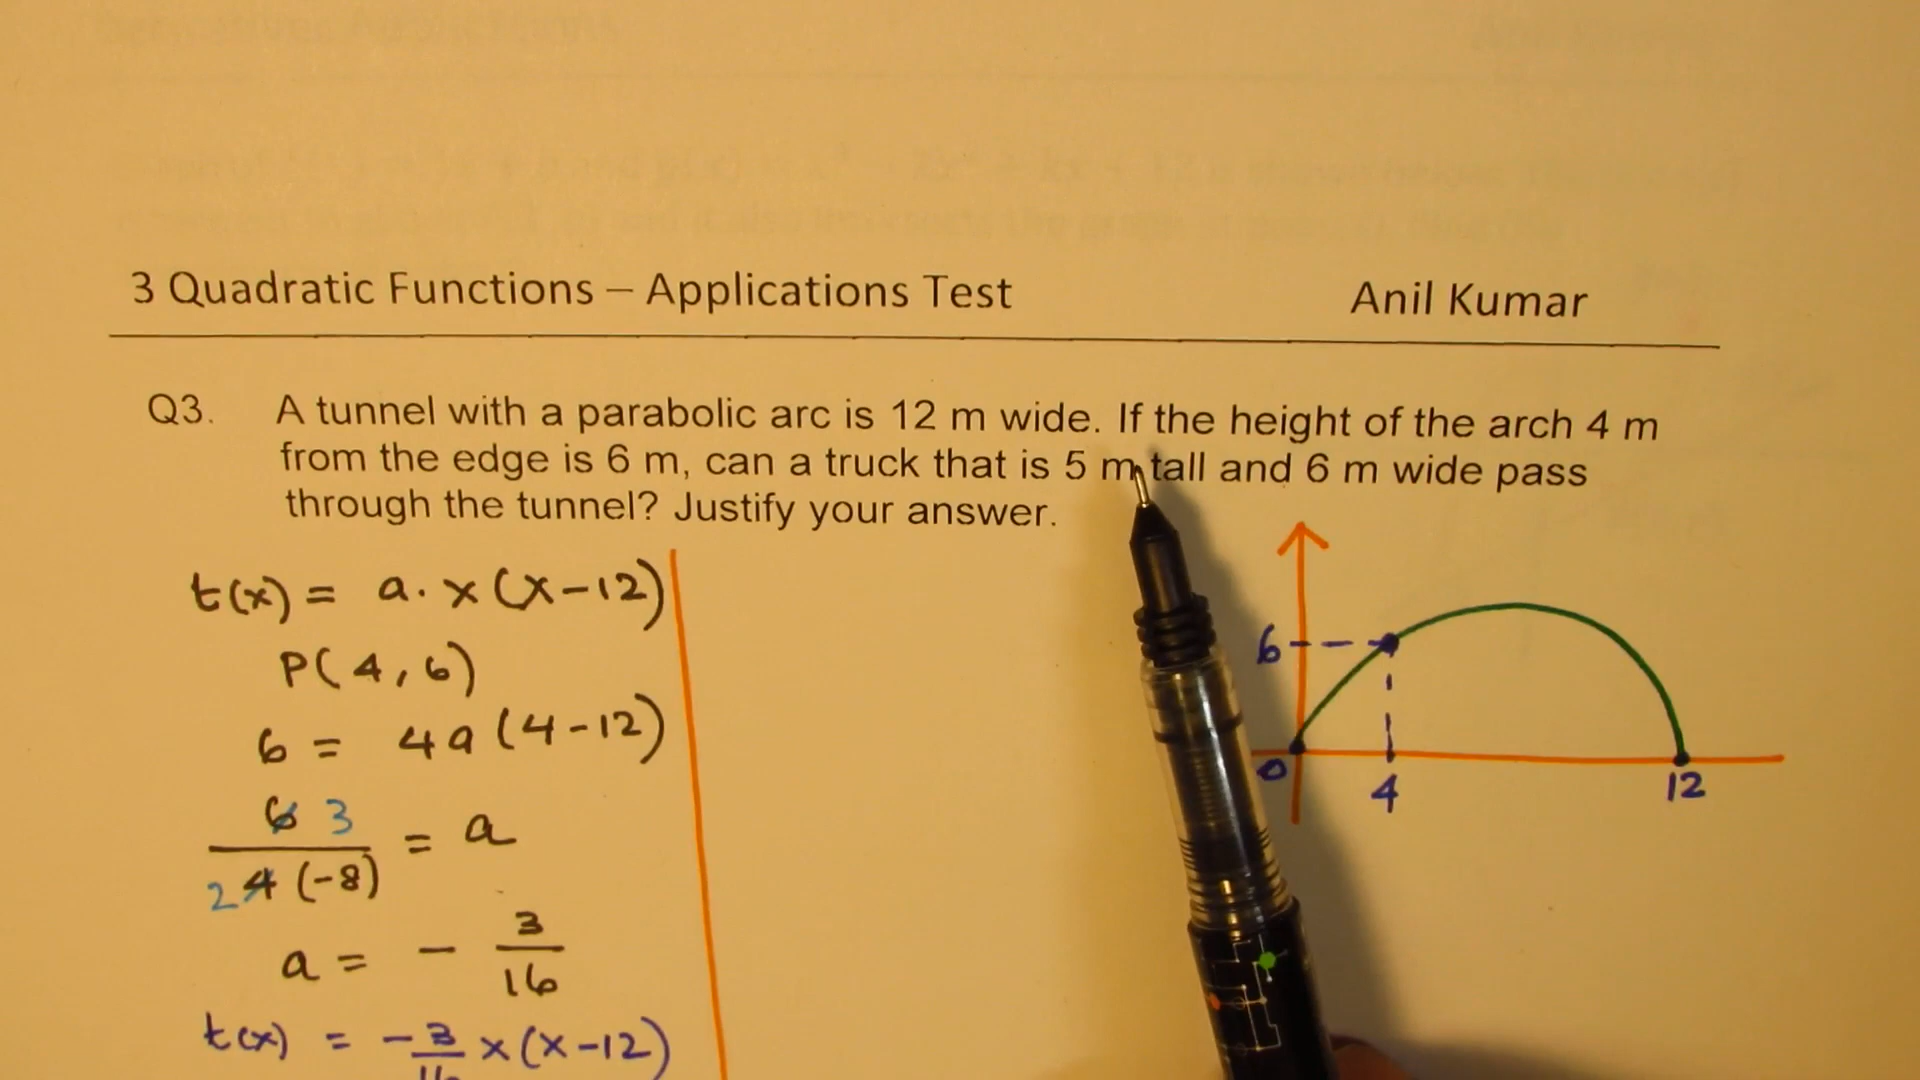 3 Quadratic Functions – Applications Test Anil Kumar
Q3. A tunnel with a parabolic arc is 12 m wide. If the height of the arch 4 m
from the edge is 6 m, can a truck that is 5 m tall and 6 m wide pass
through the tunnel? Justify your answer.
t(x) = a. x(x-12)
P(4,6)
6 = 4a(4-12)
6 3
2 4 (-8)
= a
a = - 3/16
t(x) = -3/16 x(x-12)
6
0
4
12